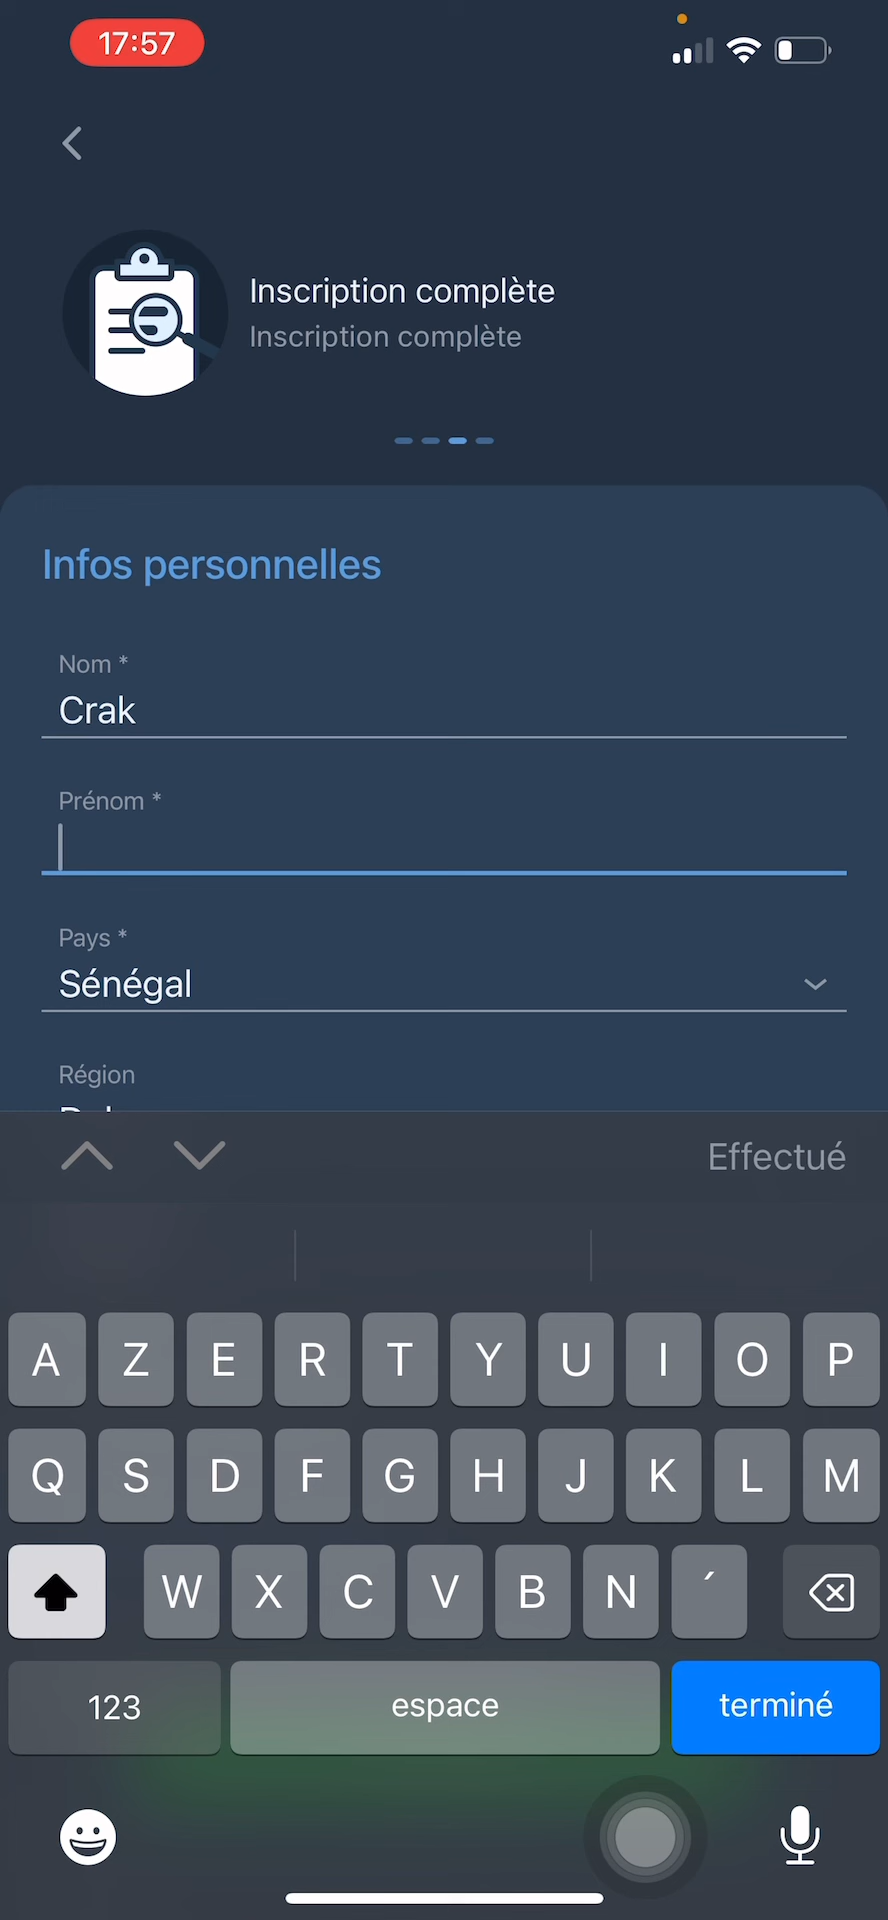 17:57
Inscription complète
Inscription complète
Infos personnelles
Nom *
Crak
Prénom *
Pays *
Sénégal
Région
Effectué
A Z E R T Y U I O P
Q S D F G H J K L M
W X C V B N ´
123 espace terminé